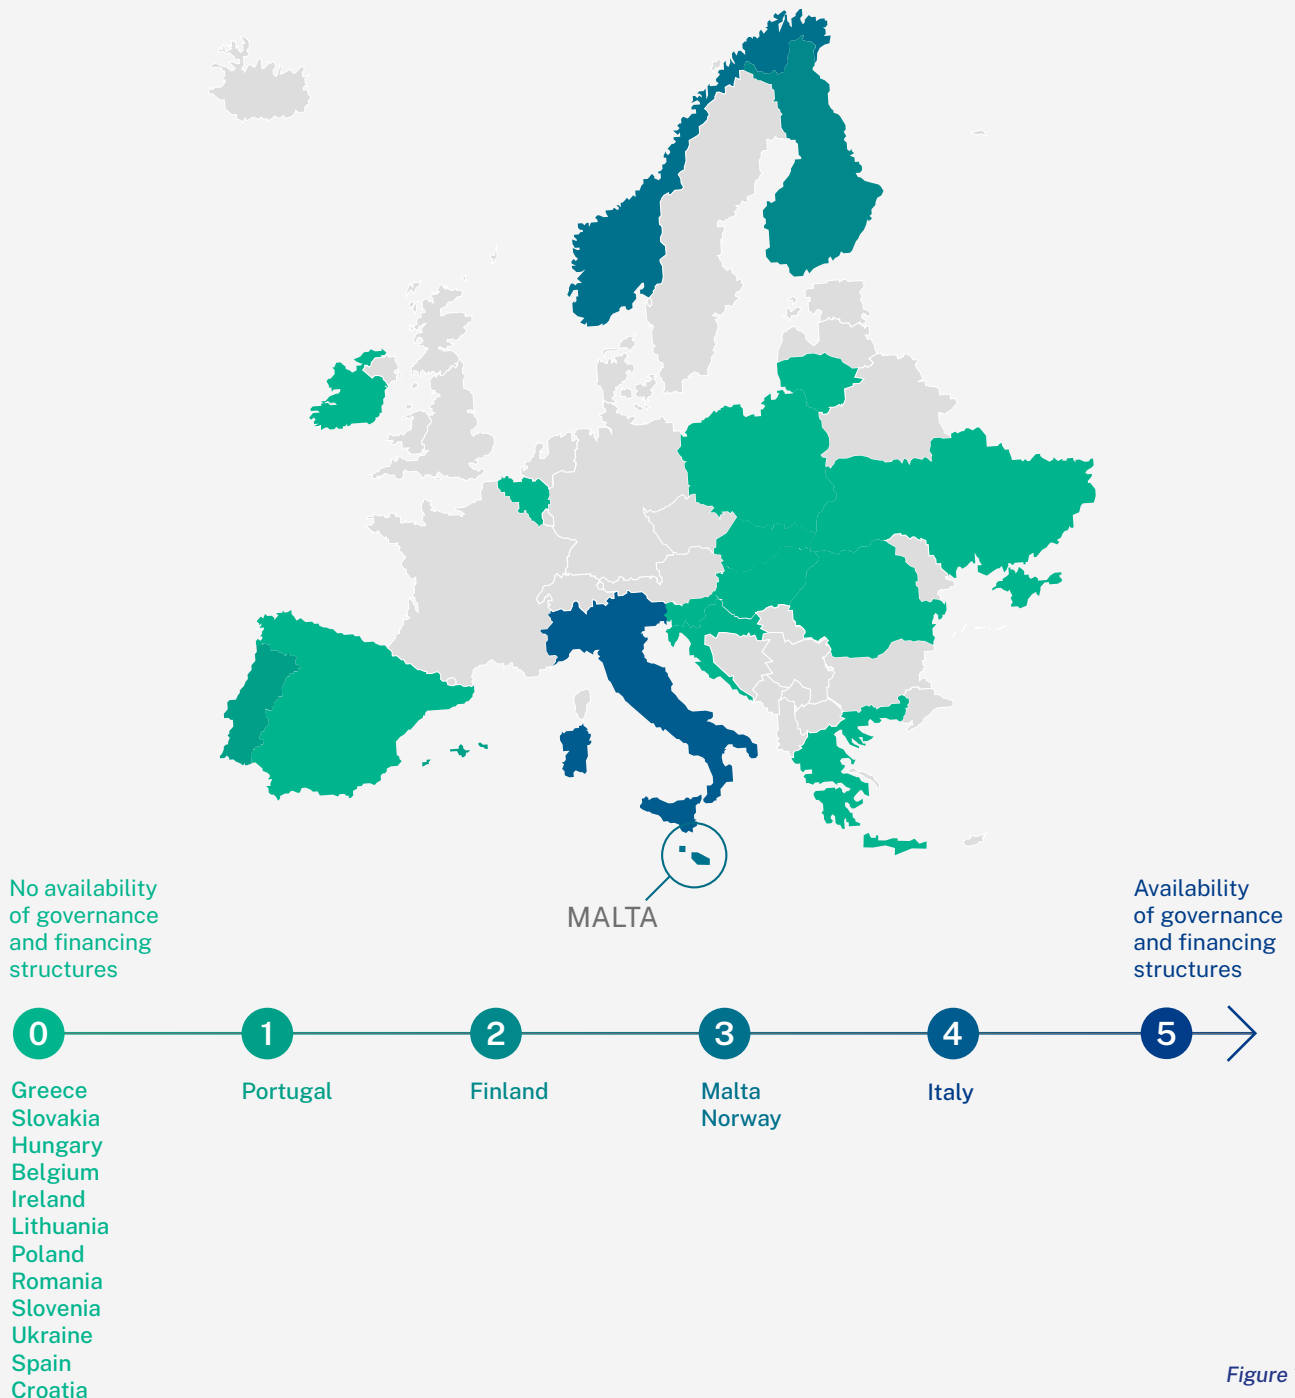 MALTA
No availability
of governance
and financing
structures
Availability
of governance
and financing
structures
0
1
2
3
4
5
Greece
Slovakia
Hungary
Belgium
Ireland
Lithuania
Poland
Romania
Slovenia
Ukraine
Spain
Croatia
Portugal
Finland
Malta
Norway
Italy
Figure